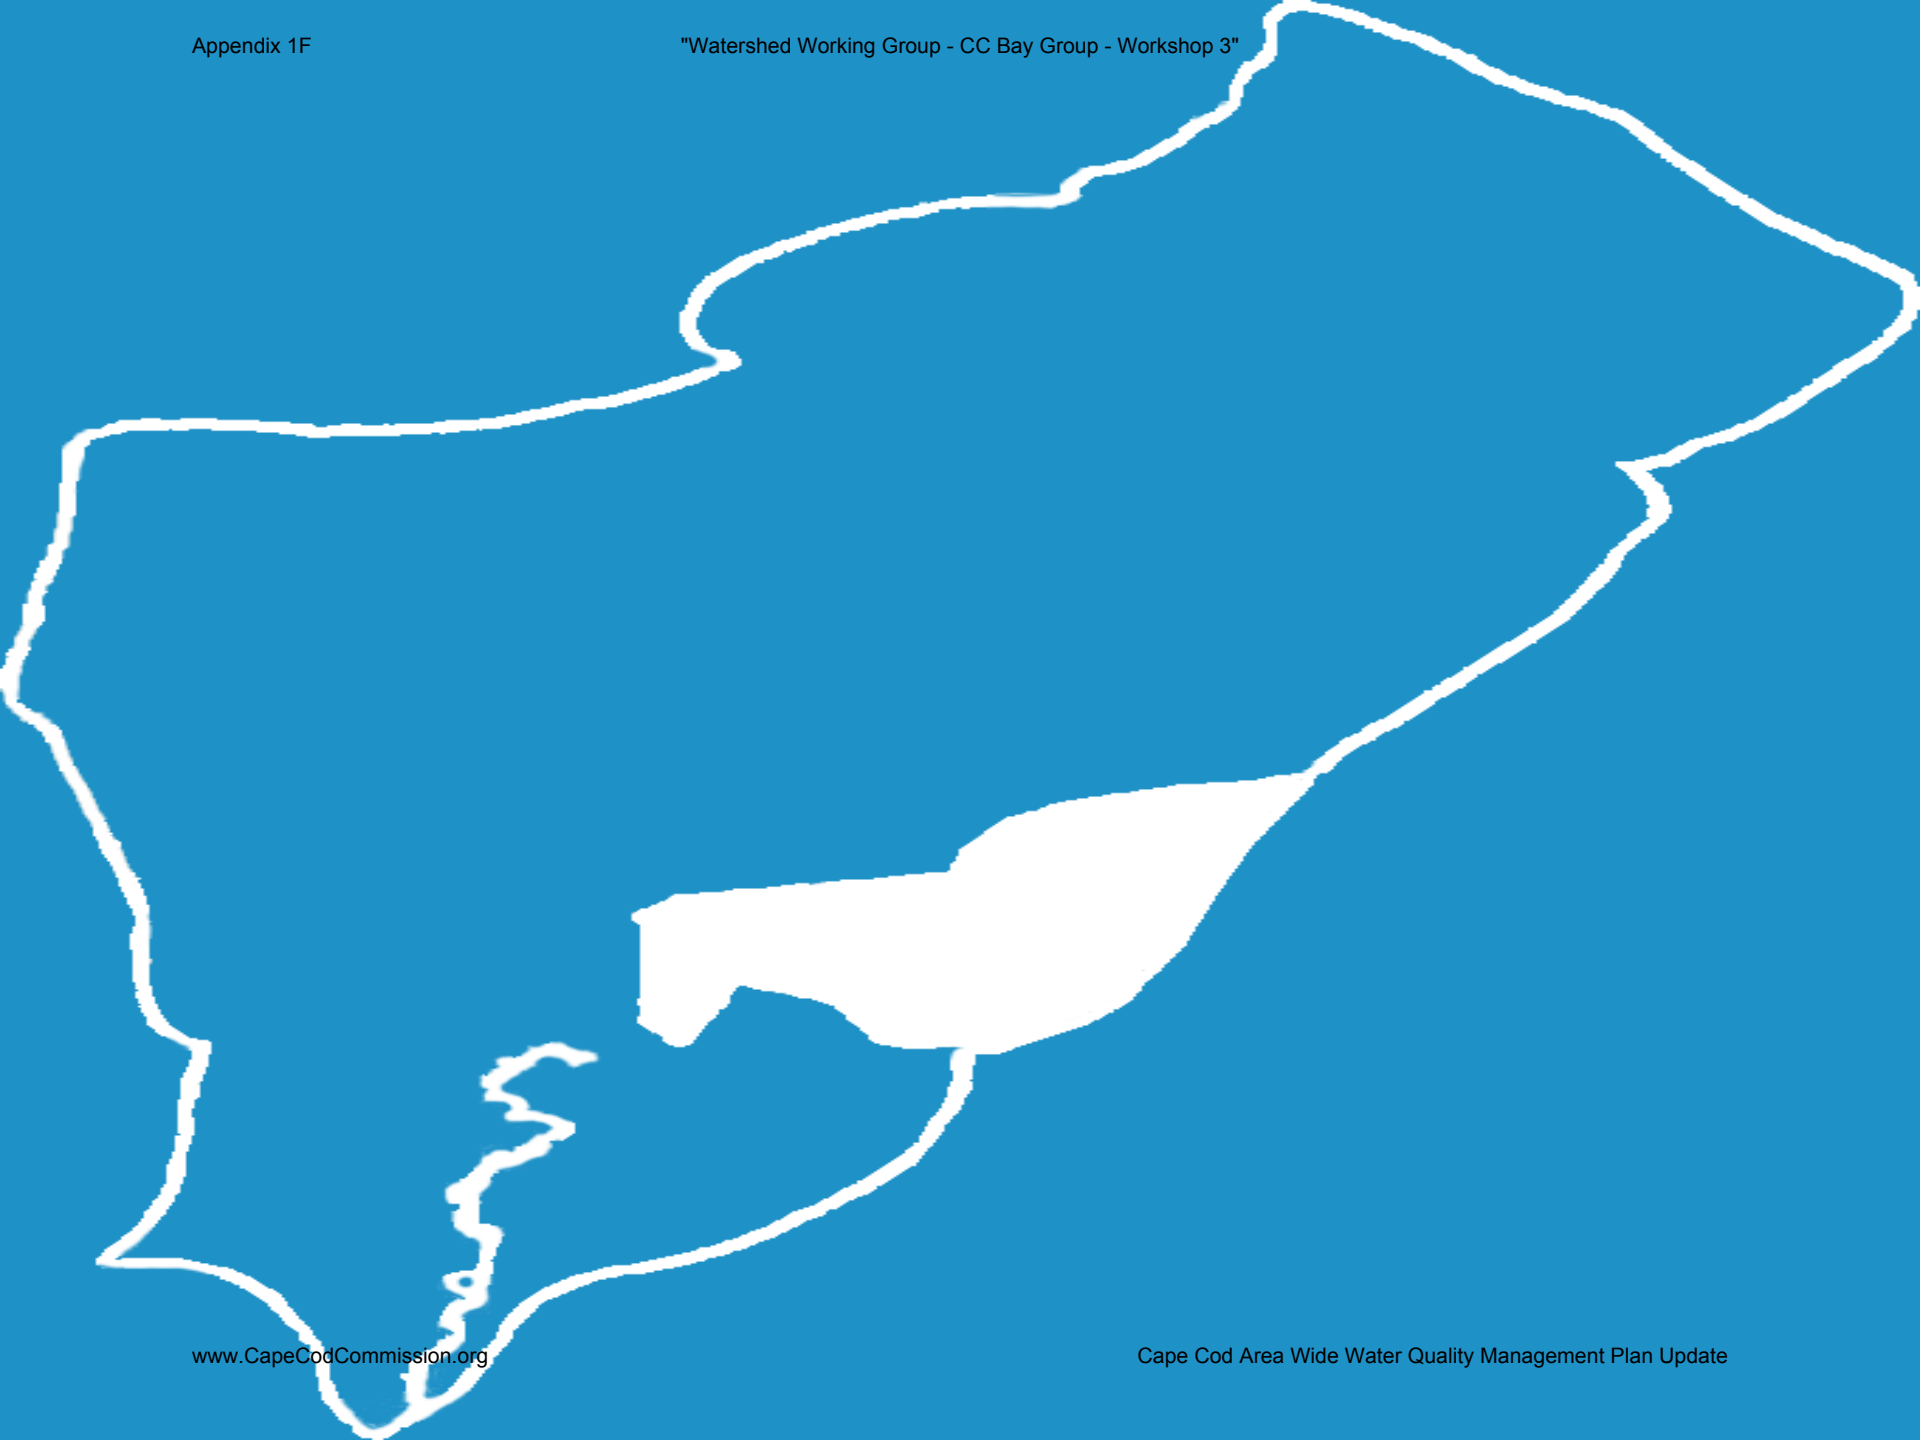 Appendix 1F
"Watershed Working Group - CC Bay Group - Workshop 3"
www.CapeCodCommission.org
Cape Cod Area Wide Water Quality Management Plan Update